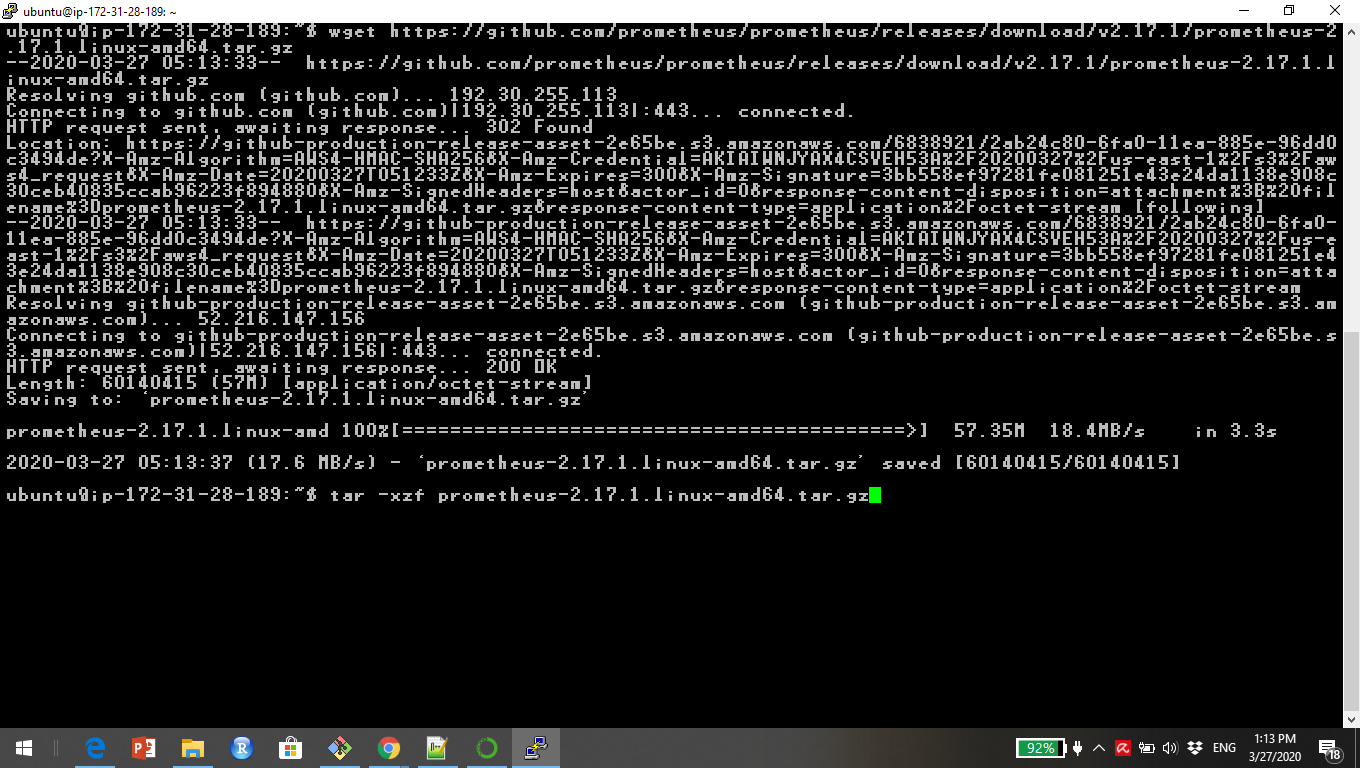 ubuntu@ip-172-31-28-189: ~
ubuntu@ip-172-31-28-189:~$ wget https://github.com/prometheus/prometheus/releases/download/v2.17.1/prometheus-2
.17.1.linux-amd64.tar.gz
--2020-03-27 05:13:33--  https://github.com/prometheus/prometheus/releases/download/v2.17.1/prometheus-2.17.1.l
inux-amd64.tar.gz
Resolving github.com (github.com)... 192.30.255.113
Connecting to github.com (github.com)|192.30.255.113|:443... connected.
HTTP request sent, awaiting response... 302 Found
Location: https://github-production-release-asset-2e65be.s3.amazonaws.com/6838921/2ab24c80-6fa0-11ea-885e-96dd0
c3494de?X-Amz-Algorithm=AWS4-HMAC-SHA256&X-Amz-Credential=AKIAIWNJYAX4CSVEH53A%2F20200327%2Fus-east-1%2Fs3%2Faw
s4_request&X-Amz-Date=20200327T051233Z&X-Amz-Expires=300&X-Amz-Signature=3bb558ef97281fe081251e43e24da1138e908c
30ceb40835ccab96223f894880&X-Amz-SignedHeaders=host&actor_id=0&response-content-disposition=attachment%3B%20fil
ename%3Dprometheus-2.17.1.linux-amd64.tar.gz&response-content-type=application%2Foctet-stream [following]
--2020-03-27 05:13:33--  https://github-production-release-asset-2e65be.s3.amazonaws.com/6838921/2ab24c80-6fa0-
11ea-885e-96dd0c3494de?X-Amz-Algorithm=AWS4-HMAC-SHA256&X-Amz-Credential=AKIAIWNJYAX4CSVEH53A%2F20200327%2Fus-e
ast-1%2Fs3%2Faws4_request&X-Amz-Date=20200327T051233Z&X-Amz-Expires=300&X-Amz-Signature=3bb558ef97281fe081251e4
3e24da1138e908c30ceb40835ccab96223f894880&X-Amz-SignedHeaders=host&actor_id=0&response-content-disposition=atta
chment%3B%20filename%3Dprometheus-2.17.1.linux-amd64.tar.gz&response-content-type=application%2Foctet-stream
Resolving github-production-release-asset-2e65be.s3.amazonaws.com (github-production-release-asset-2e65be.s3.am
azonaws.com)... 52.216.147.156
Connecting to github-production-release-asset-2e65be.s3.amazonaws.com (github-production-release-asset-2e65be.s
3.amazonaws.com)|52.216.147.156|:443... connected.
HTTP request sent, awaiting response... 200 OK
Length: 60140415 (57M) [application/octet-stream]
Saving to: ‘prometheus-2.17.1.linux-amd64.tar.gz’
prometheus-2.17.1.linux-amd 100%[==========================================>]  57.35M  18.4MB/s    in 3.3s
2020-03-27 05:13:37 (17.6 MB/s) - ‘prometheus-2.17.1.linux-amd64.tar.gz’ saved [60140415/60140415]
ubuntu@ip-172-31-28-189:~$ tar -xzf prometheus-2.17.1.linux-amd64.tar.gz
92%
ENG
1:13 PM
3/27/2020
18